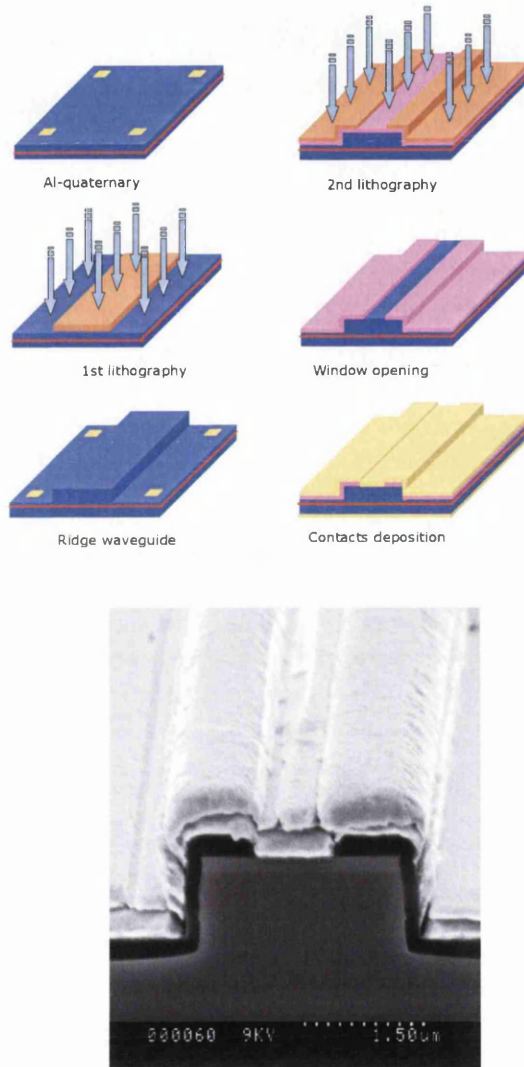 Al-quaternary
2nd lithography
1st lithography
Window opening
Ridge waveguide
Contacts deposition
000060 9KV 1.50um